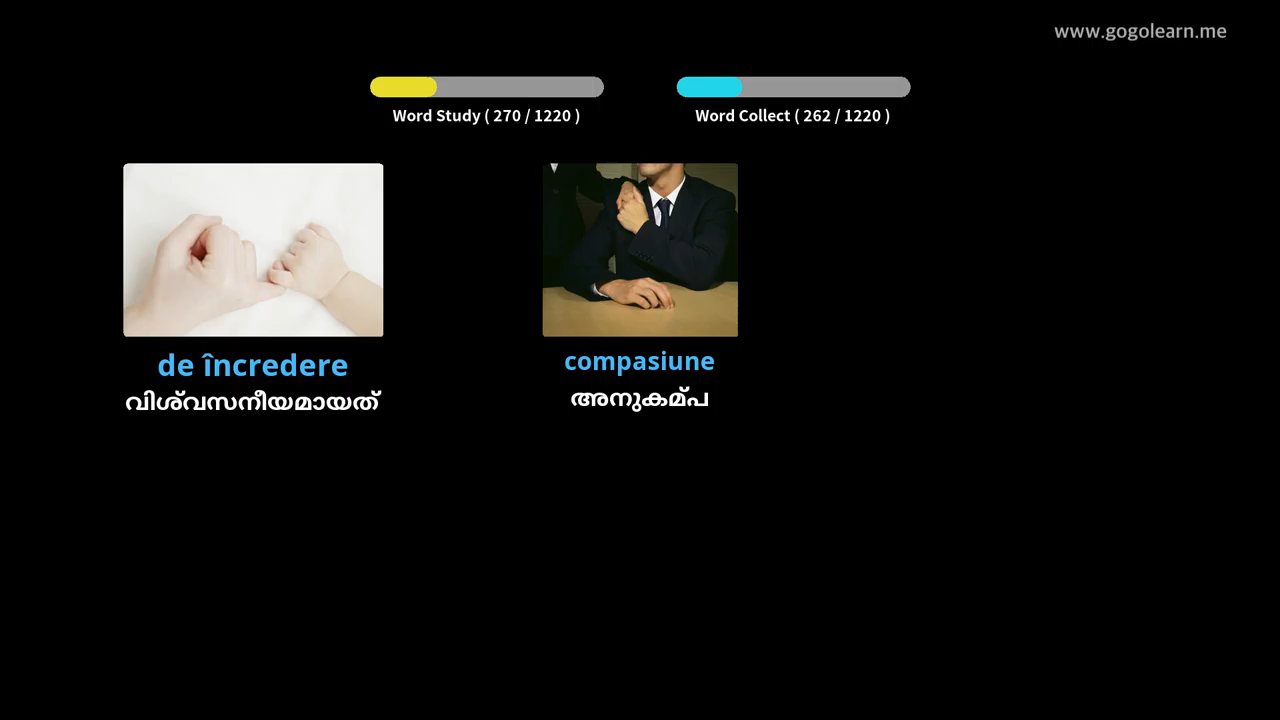 www.gogolearn.me
Word Study ( 270 / 1220 )
Word Collect ( 262 / 1220 )
de încredere
വിശ്വസനീയമായത്
compasiune
അനുകമ്പ